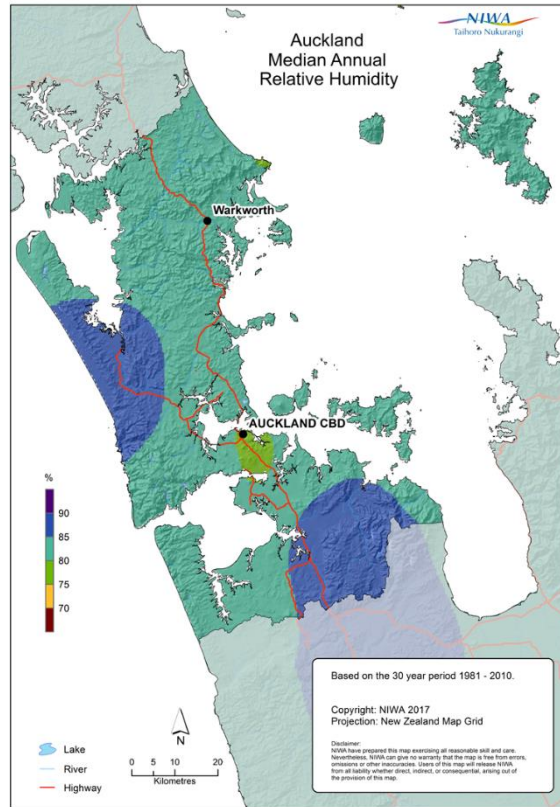 NIWA
Taihoro Nukurangi
Auckland
Median Annual
Relative Humidity
Warkworth
AUCKLAND CBD
%
90
85
80
75
70
Based on the 30 year period 1981 - 2010.
Copyright: NIWA 2017
Projection: New Zealand Map Grid
Disclaimer:
NIWA have prepared this map exercising all reasonable skill and care.
Nevertheless, NIWA can give no warranty that the map is free from errors,
omissions or other inaccuracies. Users of this map will release NIWA
from all liability whether direct, indirect, or consequential, arising out of
the provision of this map.
N
Lake
River
Highway
20 10 0 20
Kilometres